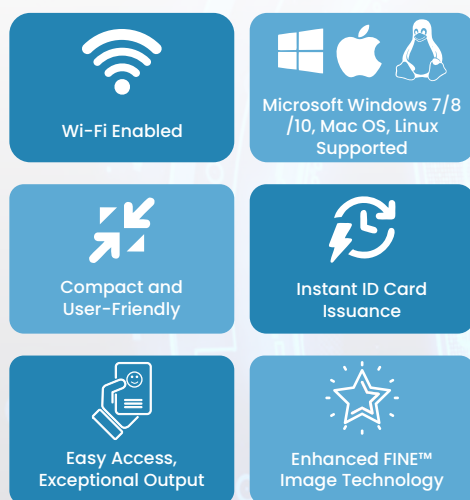 Wi-Fi Enabled
Microsoft Windows 7/8
/10, Mac OS, Linux
Supported
Compact and
User-Friendly
Instant ID Card
Issuance
Easy Access,
Exceptional Output
Enhanced FINE™
Image Technology